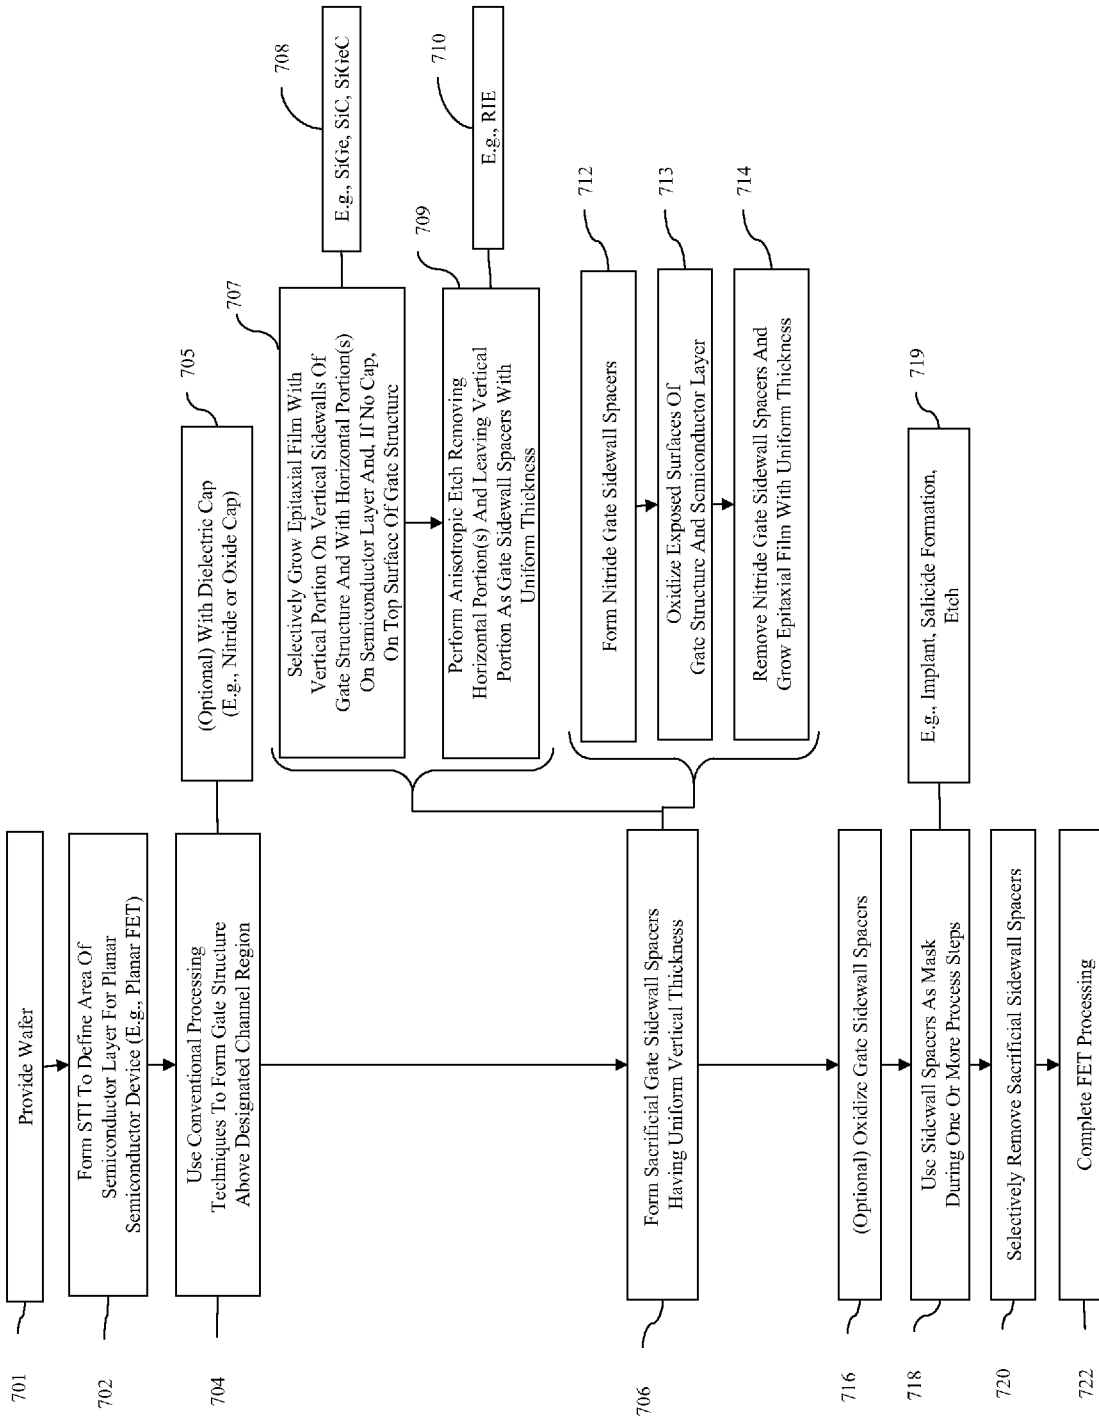 701
Provide Wafer
702
Form STI To Define Area Of
Semiconductor Layer For Planar
Semiconductor Device (E.g., Planar FET)
704
Use Conventional Processing
Techniques To Form Gate Structure
Above Designated Channel Region
705
(Optional) With Dielectric Cap
(E.g., Nitride or Oxide Cap)
706
Form Sacrificial Gate Sidewall Spacers
Having Uniform Vertical Thickness
707
Selectively Grow Epitaxial Film With
Vertical Portion On Vertical Sidewalls Of
Gate Structure And With Horizontal Portion(s)
On Semiconductor Layer And, If No Cap,
On Top Surface Of Gate Structure
708
E.g., SiGe, SiC, SiGeC
709
Perform Anisotropic Etch Removing
Horizontal Portion(s) And Leaving Vertical
Portion As Gate Sidewall Spacers With
Uniform Thickness
710
E.g., RIE
712
Form Nitride Gate Sidewall Spacers
713
Oxidize Exposed Surfaces Of
Gate Structure And Semiconductor Layer
714
Remove Nitride Gate Sidewall Spacers And
Grow Epitaxial Film With Uniform Thickness
716
(Optional) Oxidize Gate Sidewall Spacers
718
Use Sidewall Spacers As Mask
During One Or More Process Steps
719
E.g., Implant, Salicide Formation,
Etch
720
Selectively Remove Sacrificial Sidewall Spacers
722
Complete FET Processing